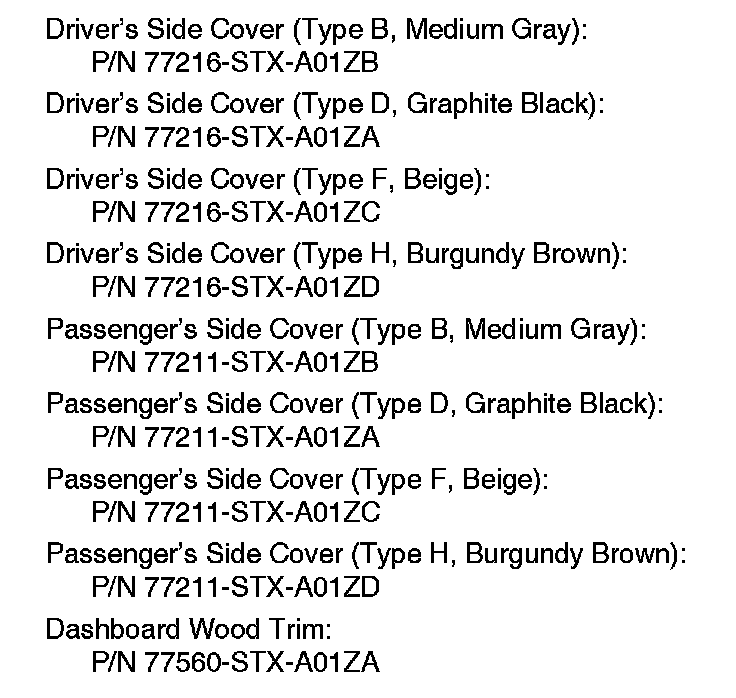 Driver’s Side Cover (Type B, Medium Gray):
P/N 77216-STX-A01ZB
Driver’s Side Cover (Type D, Graphite Black):
P/N 77216-STX-A01ZA
Driver’s Side Cover (Type F, Beige):
P/N 77216-STX-A01ZC
Driver’s Side Cover (Type H, Burgundy Brown):
P/N 77216-STX-A01ZD
Passenger’s Side Cover (Type B, Medium Gray):
P/N 77211-STX-A01ZB
Passenger’s Side Cover (Type D, Graphite Black):
P/N 77211-STX-A01ZA
Passenger’s Side Cover (Type F, Beige):
P/N 77211-STX-A01ZC
Passenger’s Side Cover (Type H, Burgundy Brown):
P/N 77211-STX-A01ZD
Dashboard Wood Trim:
P/N 77560-STX-A01ZA